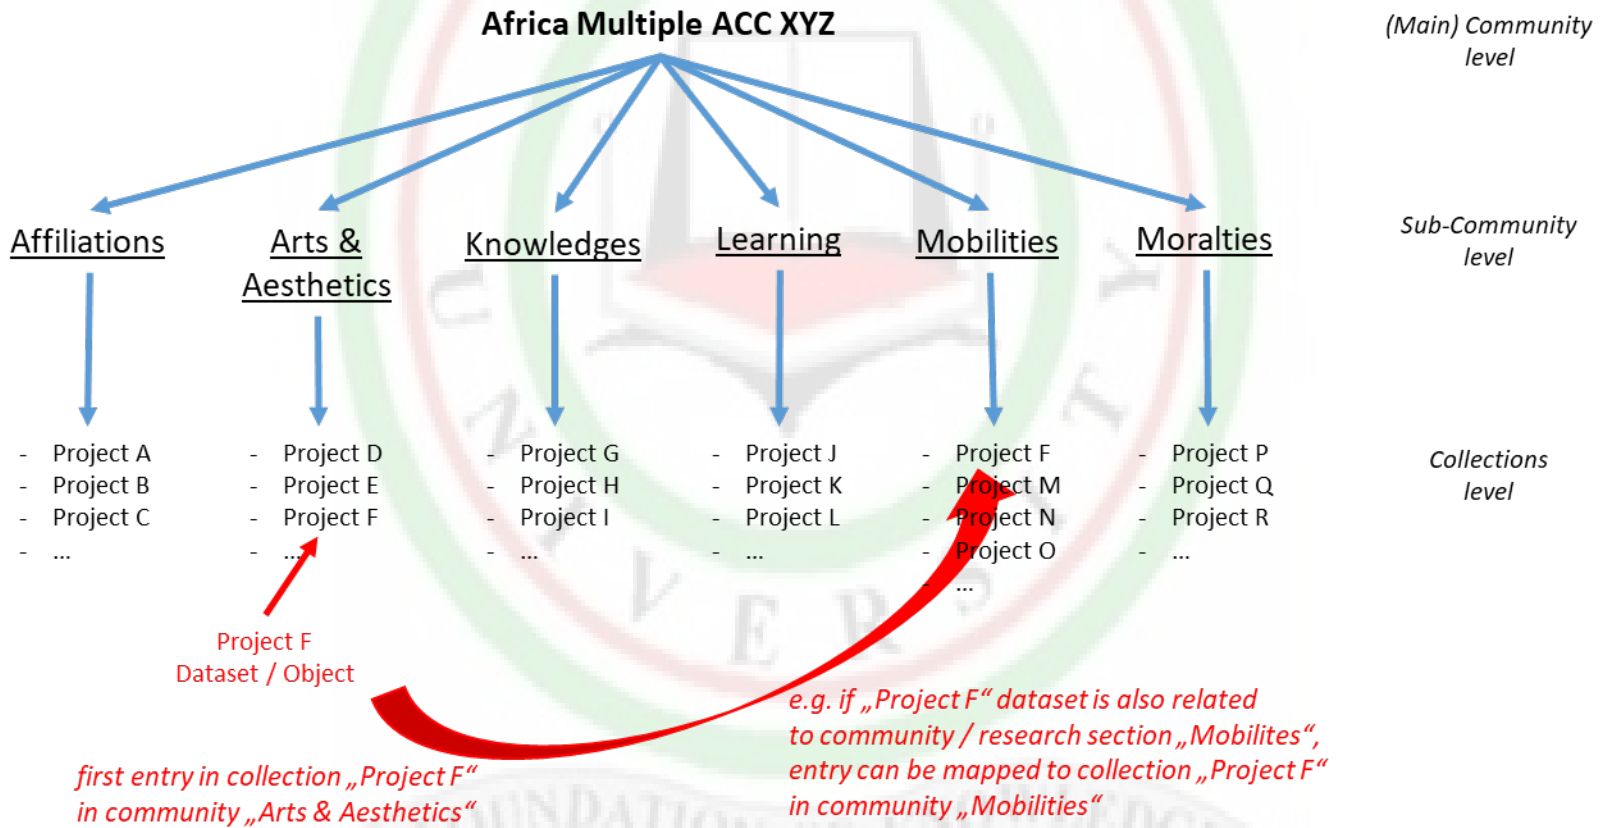 Africa Multiple ACC XYZ
(Main) Community
level
Affiliations
Arts &
Aesthetics
Knowledges
Learning
Mobilities
Moralties
Sub-Community
level
- Project A
- Project B
- Project C
- ...
- Project D
- Project E
- Project F
- ...
- Project G
- Project H
- Project I
- ...
- Project J
- Project K
- Project L
- ...
- Project F
- Project M
- Project N
- Project O
- ...
- Project P
- Project Q
- Project R
- ...
Collections
level
Project F
Dataset / Object
first entry in collection „Project F“
in community „Arts & Aesthetics“
e.g. if „Project F“ dataset is also related
to community / research section „Mobilites“,
entry can be mapped to collection „Project F“
in community „Mobilities“
UNIVERSITY